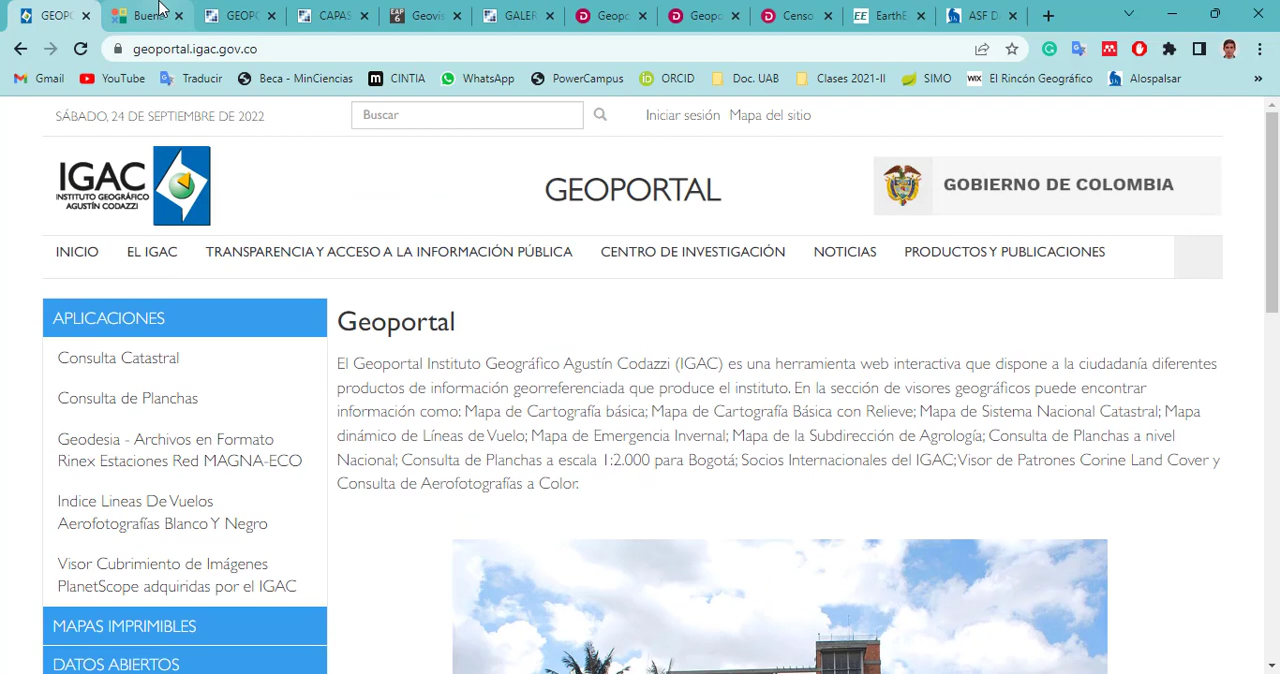 GEOPO
Buen
GEOPO
CAPAS
Geovis
GALER
Geopo
Geopo
Censo
EarthE
ASF D
geoportal.igac.gov.co
Gmail YouTube Traducir Beca - MinCiencias CINTIA WhatsApp PowerCampus ORCID Doc. UAB Clases 2021-II SIMO El Rincón Geográfico Alospalsar »
SÁBADO, 24 DE SEPTIEMBRE DE 2022 Buscar Iniciar sesión Mapa del sitio
IGAC
INSTITUTO GEOGRÁFICO
AGUSTÍN CODAZZI
GEOPORTAL
GOBIERNO DE COLOMBIA
INICIO EL IGAC TRANSPARENCIA Y ACCESO A LA INFORMACIÓN PÚBLICA CENTRO DE INVESTIGACIÓN NOTICIAS PRODUCTOS Y PUBLICACIONES
APLICACIONES
Consulta Catastral
Consulta de Planchas
Geodesia - Archivos en Formato
Rinex Estaciones Red MAGNA-ECO
Indice Lineas De Vuelos
Aerofotografías Blanco Y Negro
Visor Cubrimiento de Imágenes
PlanetScope adquiridas por el IGAC
MAPAS IMPRIMIBLES
DATOS ABIERTOS
Geoportal
El Geoportal Instituto Geográfico Agustín Codazzi (IGAC) es una herramienta web interactiva que dispone a la ciudadanía diferentes
productos de información georreferenciada que produce el instituto. En la sección de visores geográficos puede encontrar
información como: Mapa de Cartografía básica; Mapa de Cartografía Básica con Relieve; Mapa de Sistema Nacional Catastral; Mapa
dinámico de Líneas de Vuelo; Mapa de Emergencia Invernal; Mapa de la Subdirección de Agrología; Consulta de Planchas a nivel
Nacional; Consulta de Planchas a escala 1:2.000 para Bogotá; Socios Internacionales del IGAC; Visor de Patrones Corine Land Cover y
Consulta de Aerofotografías a Color.